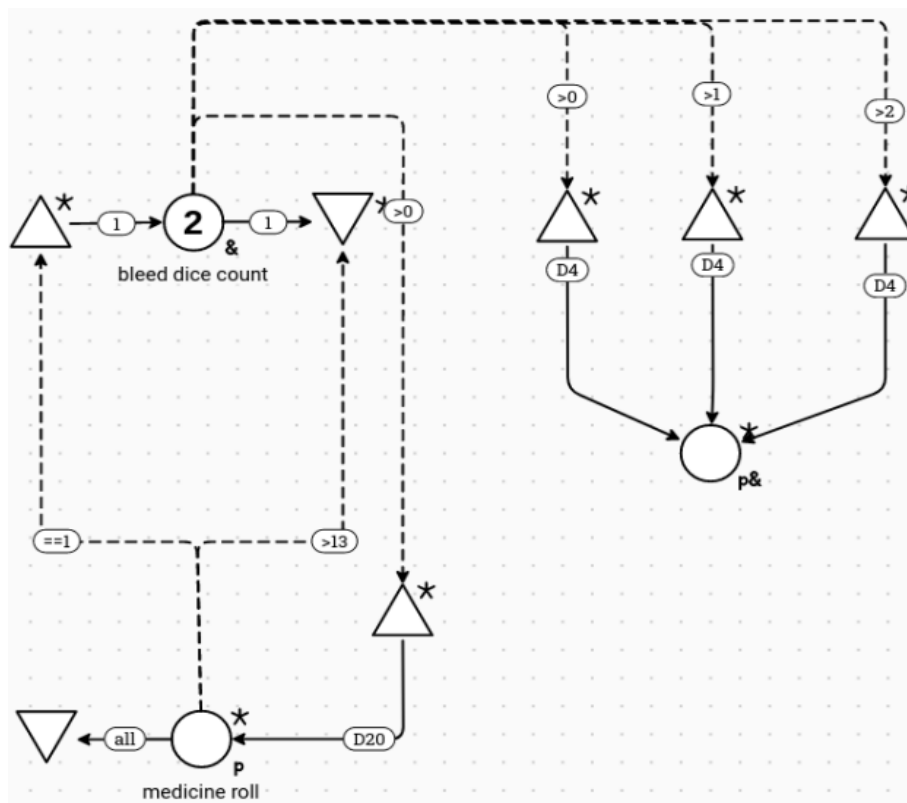 >0
>1
>2
* * * *
1
2
1
* >0
&
bleed dice count
D4
D4
D4
*
p&
==1
>13
*
*
all
D20
p
medicine roll